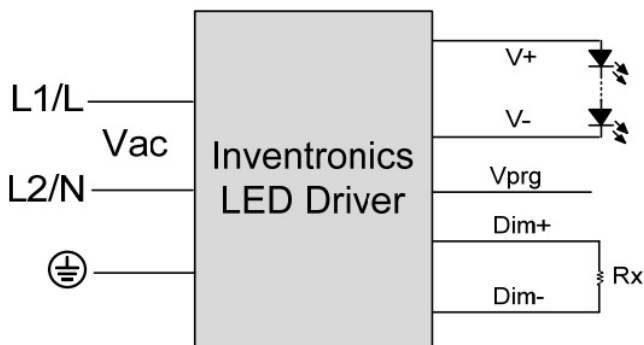 L1/L
Vac
L2/N
Inventronics
LED Driver
V+
V-
Vprg
Dim+
Rx
Dim-